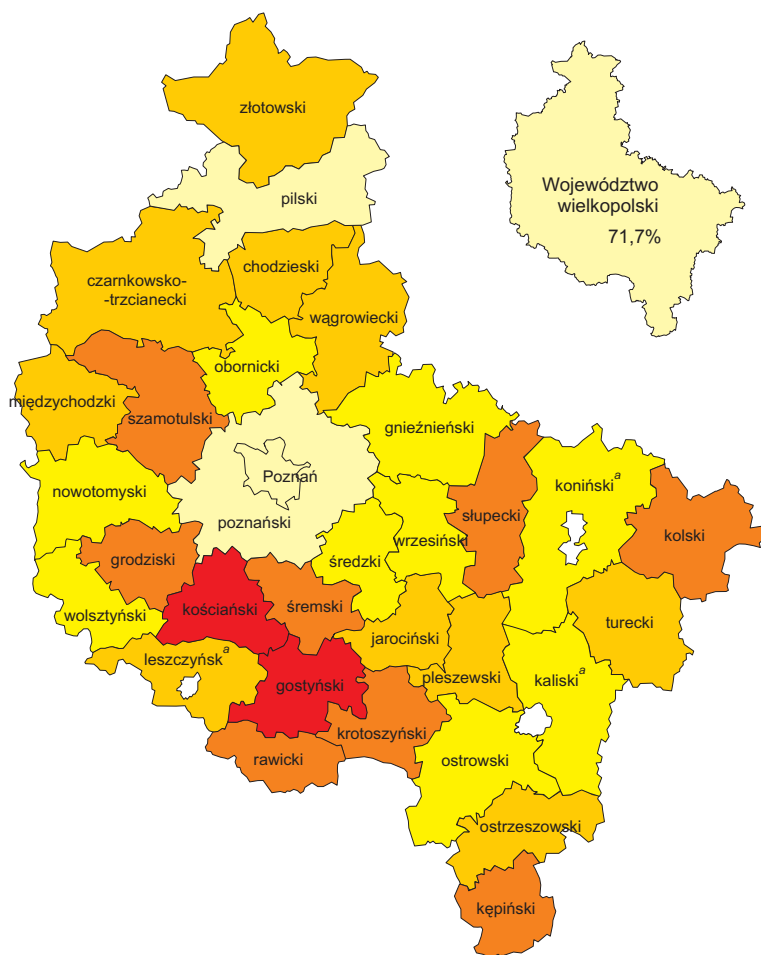 złotowski
Województwo
wielkopolski
71,7%
pilski
chodzieski
czarnkowsko-
-trzcianecki
wągrowiecki
obornicki
międzychodzki
szamotulski
gnieźnieński
Poznań
koniński a
nowotomyski
słupecki
poznański
kolski
wrzesiński
grodziski
średzki
kościański
śremski
wolsztyński
turecki
jarociński
leszczyńsk a
pleszewski
kaliski a
gostyński
krotoszyński
rawicki
ostrowski
ostrzeszowski
kępiński